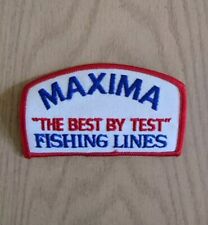 MAXIMA
"THE BEST BY TEST"
FISHING LINES